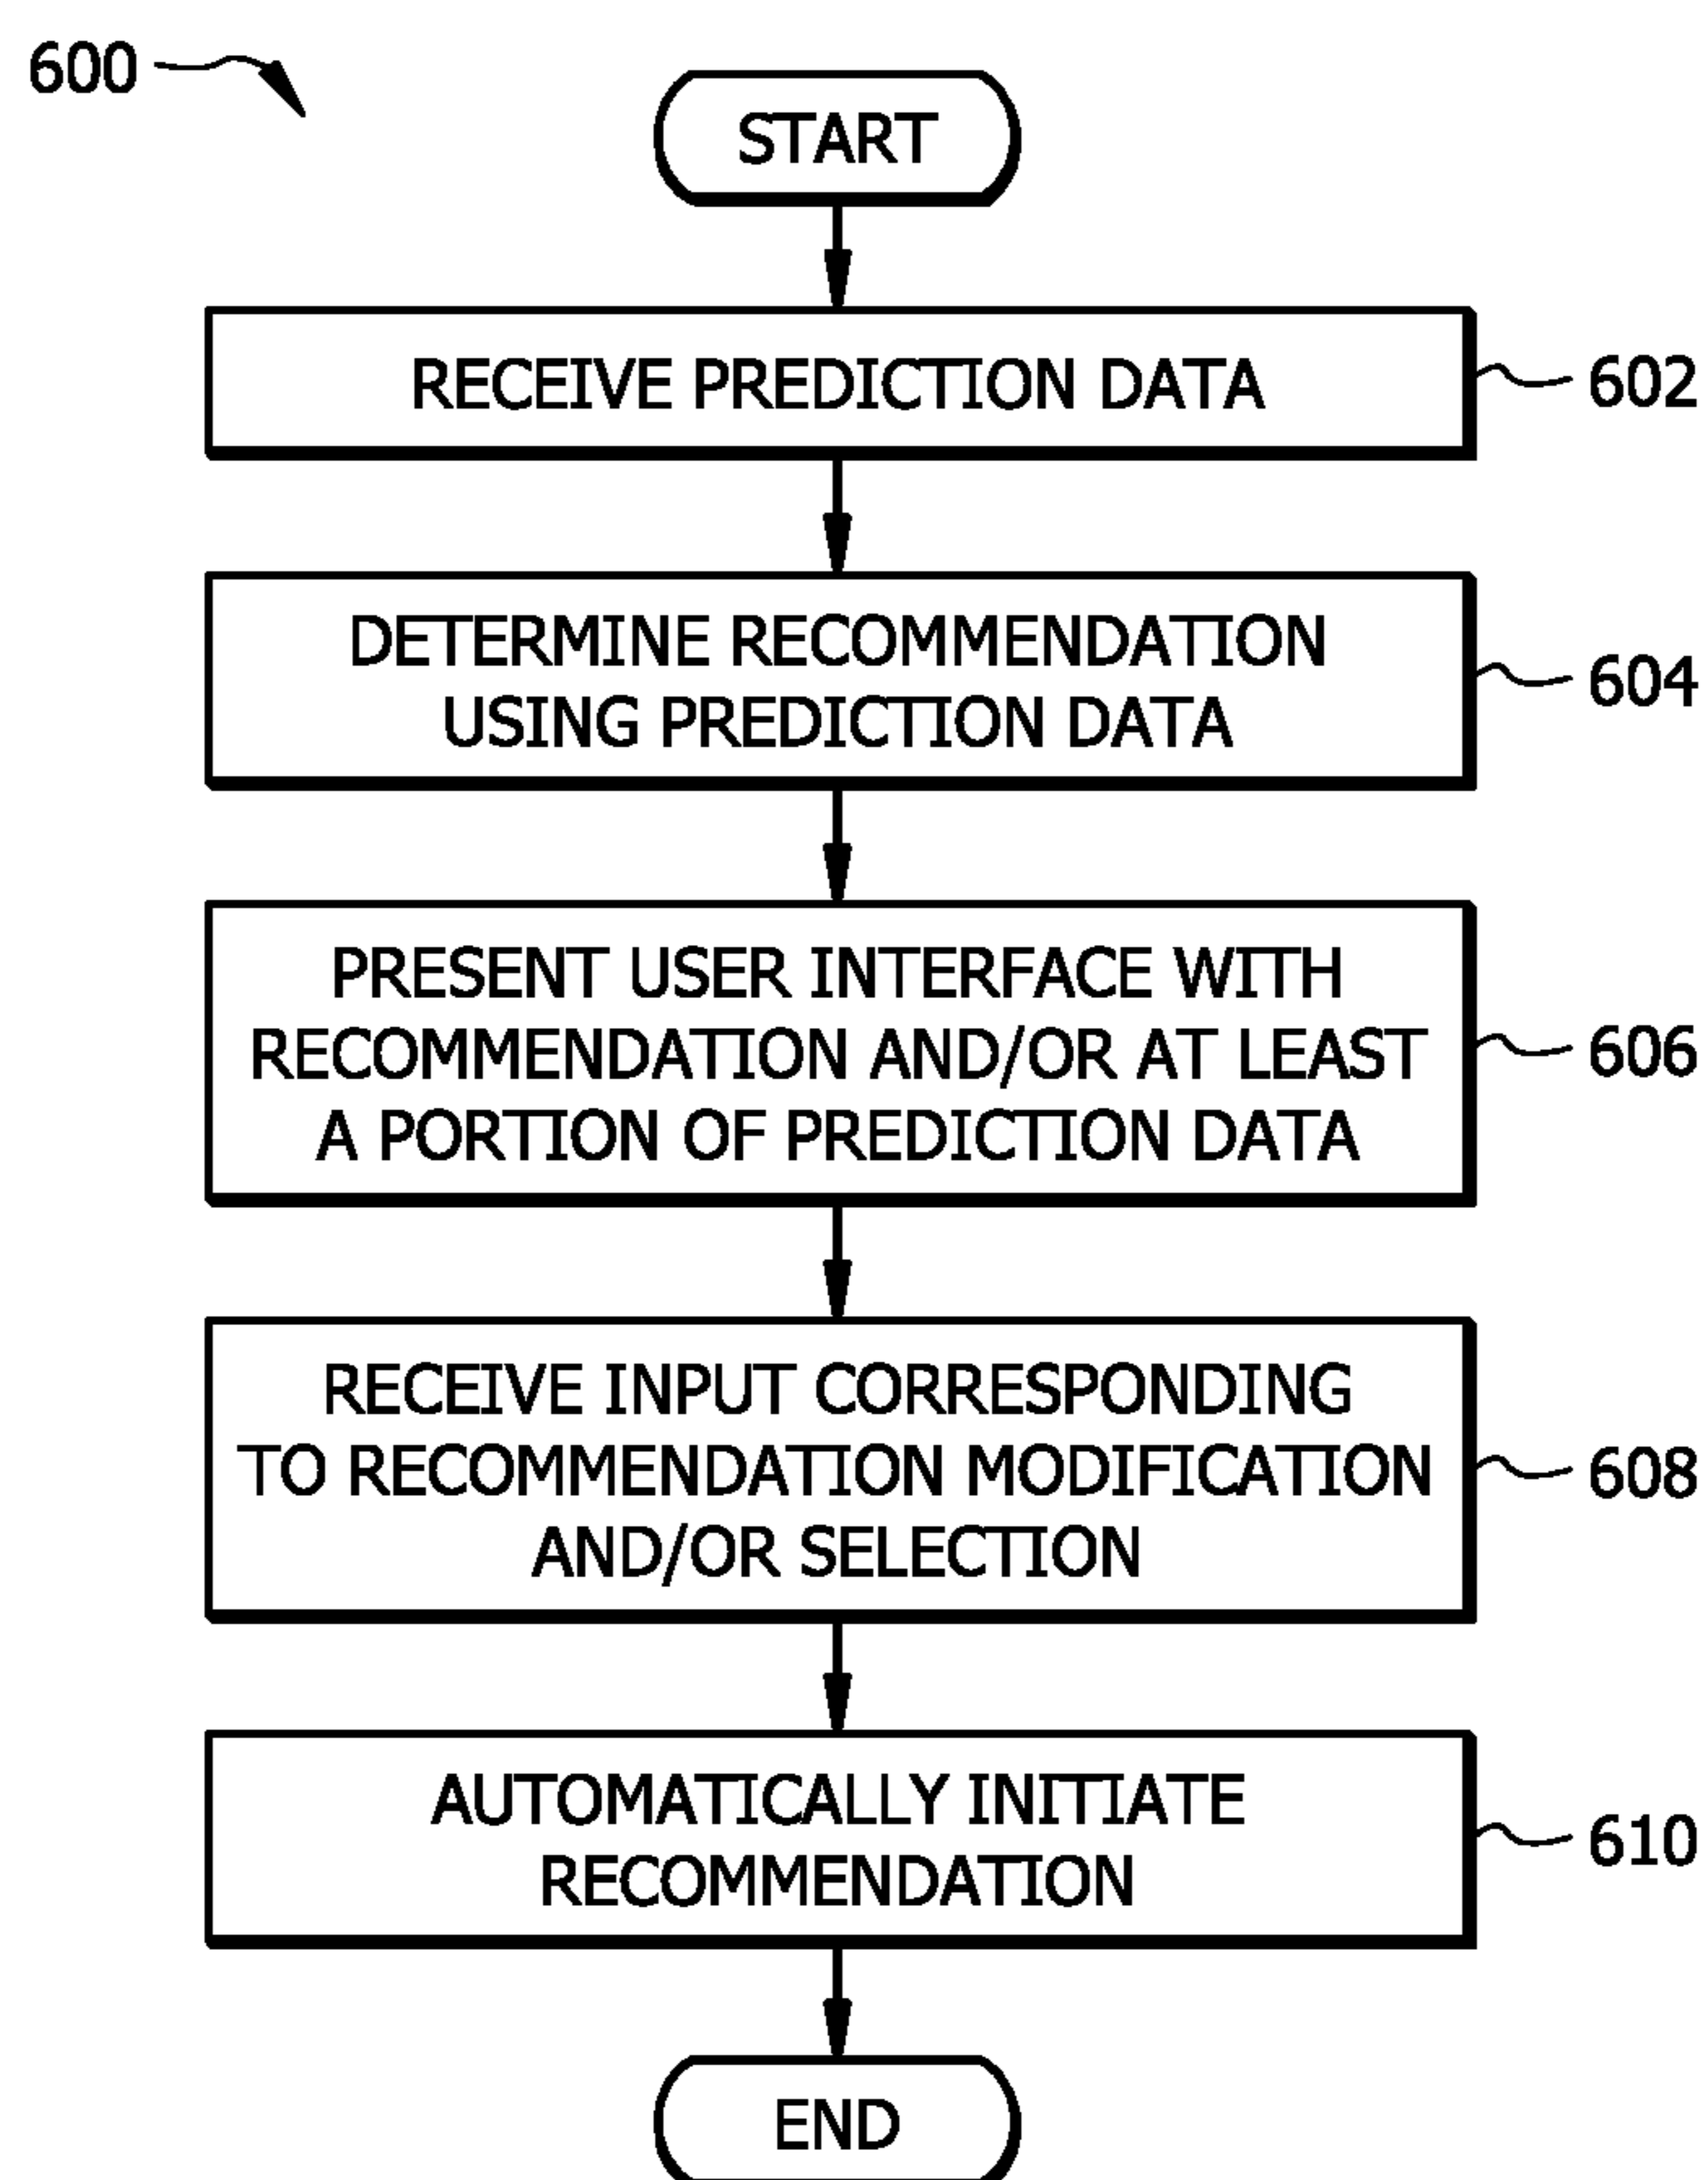 600
START
RECEIVE PREDICTION DATA
602
DETERMINE RECOMMENDATION
USING PREDICTION DATA
604
PRESENT USER INTERFACE WITH
RECOMMENDATION AND/OR AT LEAST
A PORTION OF PREDICTION DATA
606
RECEIVE INPUT CORRESPONDING
TO RECOMMENDATION MODIFICATION
AND/OR SELECTION
608
AUTOMATICALLY INITIATE
RECOMMENDATION
610
END